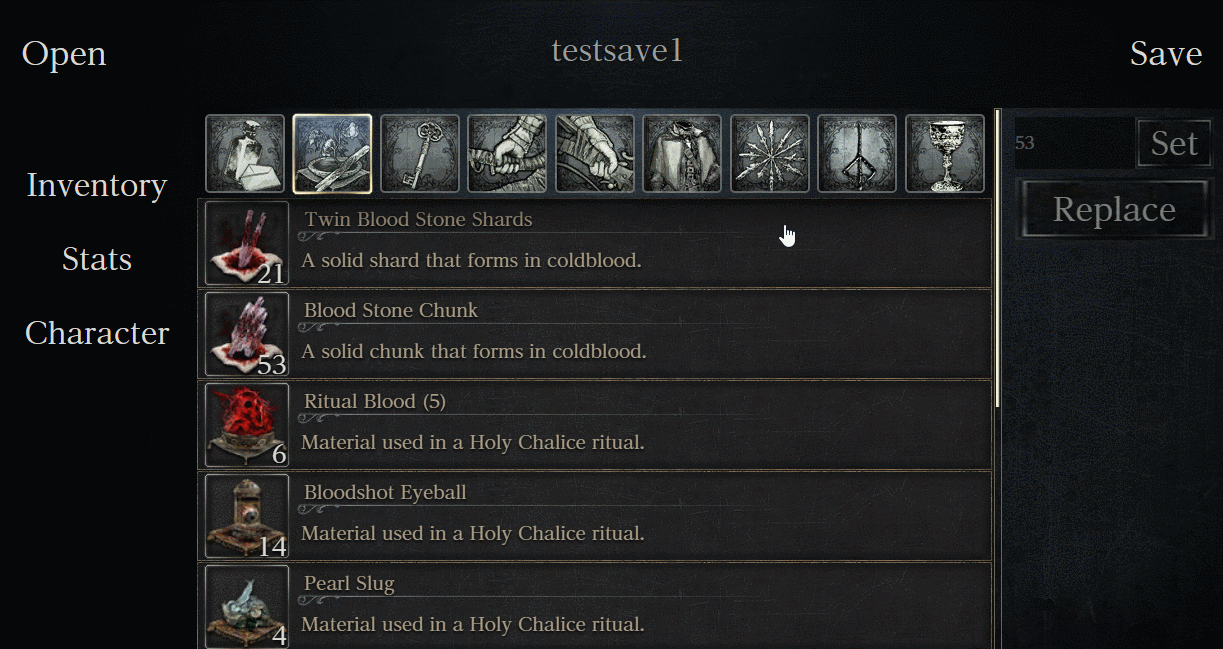 Open
testsave1
Save
53
Set
Replace
Inventory
Stats
Character
Twin Blood Stone Shards
A solid shard that forms in coldblood.
21
Blood Stone Chunk
A solid chunk that forms in coldblood.
53
Ritual Blood (5)
Material used in a Holy Chalice ritual.
6
Bloodshot Eyeball
Material used in a Holy Chalice ritual.
14
Pearl Slug
Material used in a Holy Chalice ritual.
4